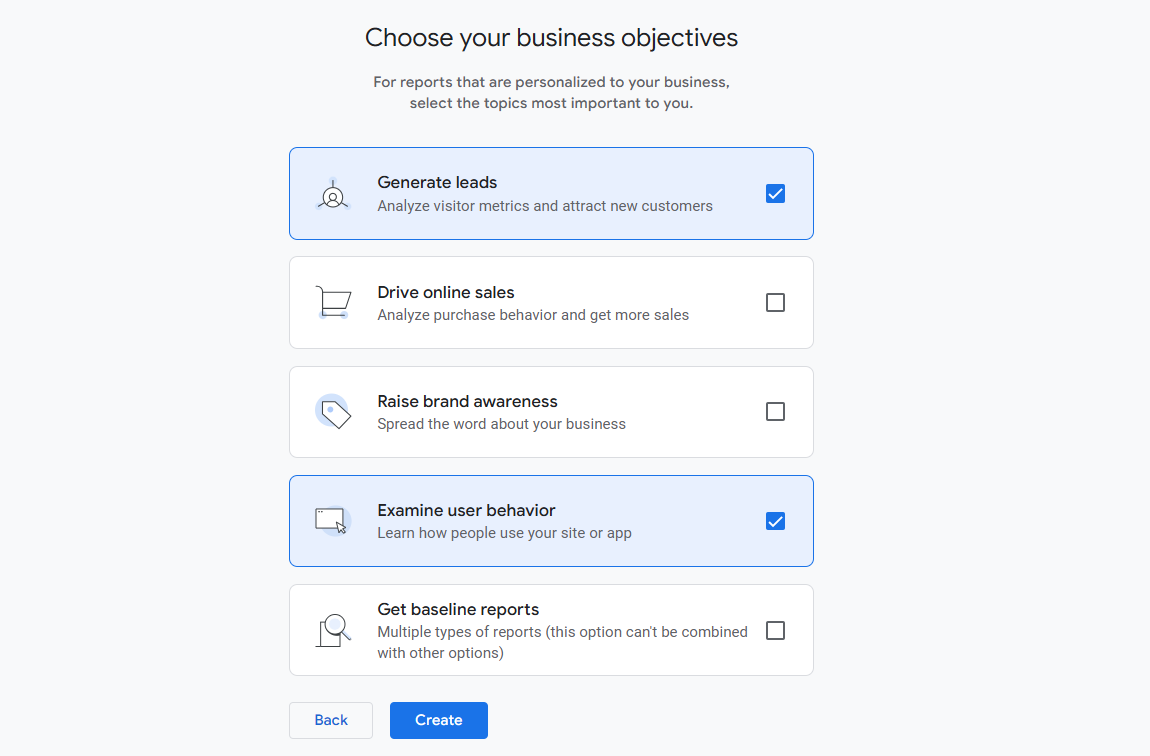 Choose your business objectives
For reports that are personalized to your business,
select the topics most important to you.
Generate leads
Analyze visitor metrics and attract new customers
Drive online sales
Analyze purchase behavior and get more sales
Raise brand awareness
Spread the word about your business
Examine user behavior
Learn how people use your site or app
Get baseline reports
Multiple types of reports (this option can't be combined
with other options)
Back
Create